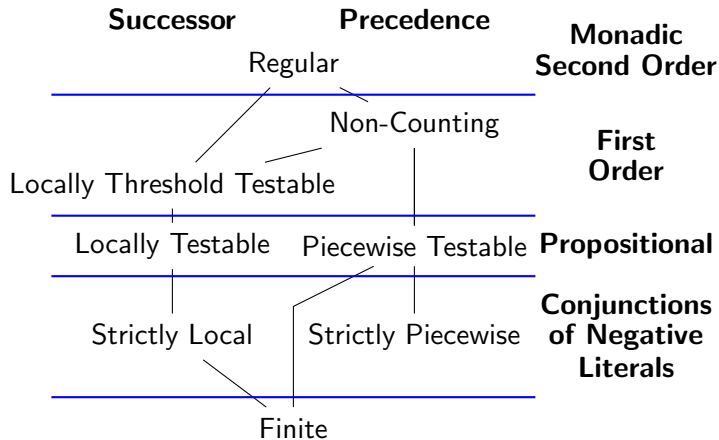 Successor
Precedence
Monadic
Second Order
Regular
Non-Counting
First
Order
Locally Threshold Testable
Locally Testable
Piecewise Testable
Propositional
Conjunctions
of Negative
Literals
Strictly Local
Strictly Piecewise
Finite